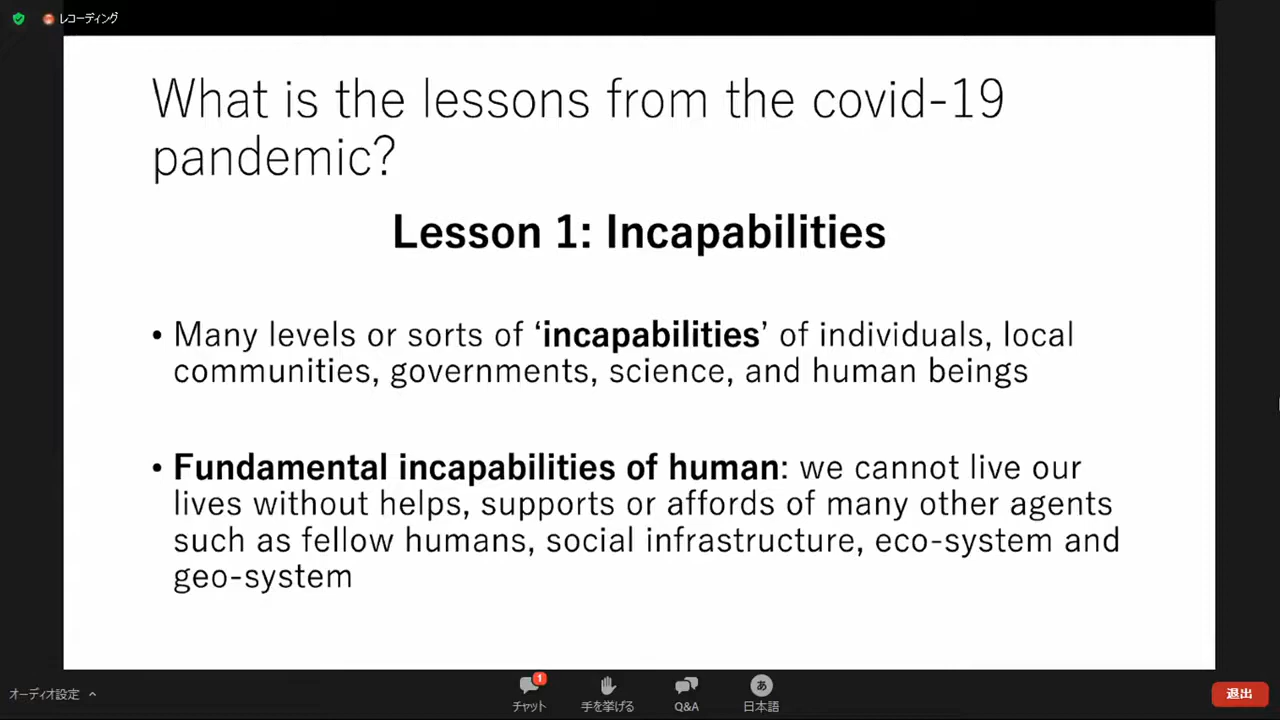 レコーディング
What is the lessons from the covid-19
pandemic?
Lesson 1: Incapabilities
• Many levels or sorts of ‘incapabilities’ of individuals, local
communities, governments, science, and human beings
• Fundamental incapabilities of human: we cannot live our
lives without helps, supports or affords of many other agents
such as fellow humans, social infrastructure, eco-system and
geo-system
オーディオ設定
1
あ
チャット
手を挙げる
Q&A
日本語
退出